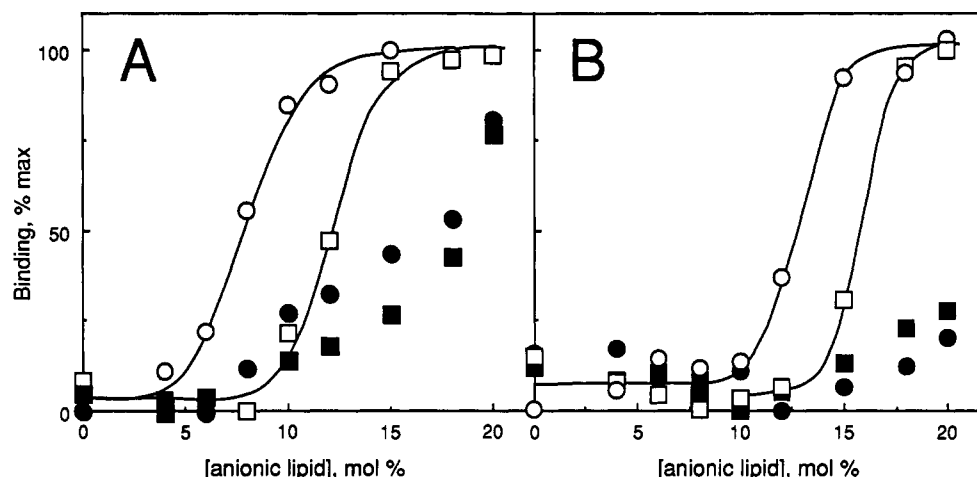 A
B
100
50
0
Binding, % max
0 5 10 15 20
0 5 10 15 20
[anionic lipid], mol %
[anionic lipid], mol %